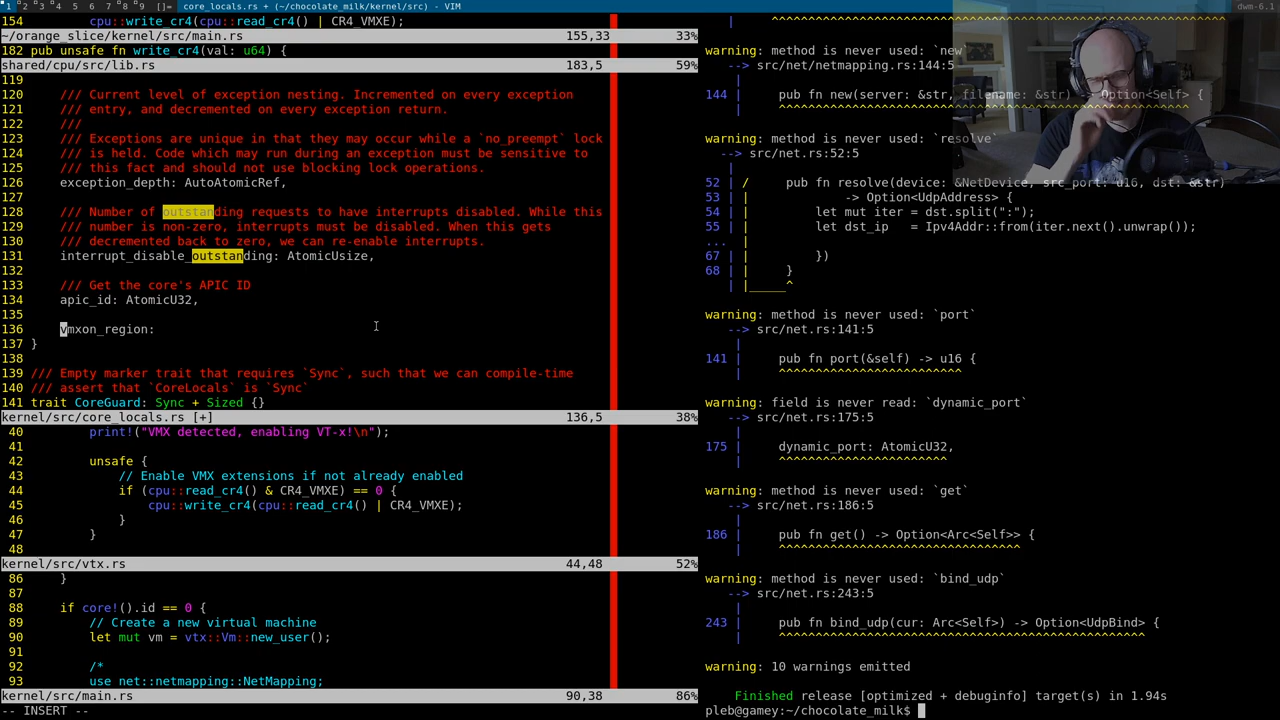 1 2 3 4 5 6 7 8 9 []= core_locals.rs + (~/chocolate_milk/kernel/src) - VIM dwm-6.1
154 cpu::write_cr4(cpu::read_cr4() | CR4_VMXE);
~/orange_slice/kernel/src/main.rs 155,33 33%
182 pub unsafe fn write_cr4(val: u64) {
shared/cpu/src/lib.rs 183,5 59%
119
120 /// Current level of exception nesting. Incremented on every exception
121 /// entry, and decremented on every exception return.
122 ///
123 /// Exceptions are unique in that they may occur while a `no_preempt` lock
124 /// is held. Code which may run during an exception must be sensitive to
125 /// this fact and should not use blocking lock operations.
126 exception_depth: AutoAtomicRef,
127
128 /// Number of outstanding requests to have interrupts disabled. While this
129 /// number is non-zero, interrupts must be disabled. When this gets
130 /// decremented back to zero, we can re-enable interrupts.
131 interrupt_disable_outstanding: AtomicUsize,
132
133 /// Get the core's APIC ID
134 apic_id: AtomicU32,
135
136 vmxon_region:
137 }
138
139 /// Empty marker trait that requires `Sync`, such that we can compile-time
140 /// assert that `CoreLocals` is `Sync`
141 trait CoreGuard: Sync + Sized {}
kernel/src/core_locals.rs [+] 136,5 38%
40 print!("VMX detected, enabling VT-x!\n");
41
42 unsafe {
43 // Enable VMX extensions if not already enabled
44 if (cpu::read_cr4() & CR4_VMXE) == 0 {
45 cpu::write_cr4(cpu::read_cr4() | CR4_VMXE);
46 }
47 }
48
kernel/src/vtx.rs 44,48 52%
86 }
87
88 if core!().id == 0 {
89 // Create a new virtual machine
90 let mut vm = vtx::Vm::new_user();
91
92 /*
93 use net::netmapping::NetMapping;
kernel/src/main.rs 90,38 86%
-- INSERT --
| ^^^^^^^^^^^^^^^^^^^^^^^^^^^^^^^^^^^^^^^^^^^^^^^^^^^^^^^^^^^^
warning: method is never used: `new`
--> src/net/netmapping.rs:144:5
|
144 | pub fn new(server: &str, filename: &str) -> Option<Self> {
| ^^^^^^^^^^^^^^^^^^^^^^^^^^^^^^^^^^^^^^^^^^^^^^^^^^^^^^
warning: method is never used: `resolve`
--> src/net.rs:52:5
|
52 | / pub fn resolve(device: &NetDevice, src_port: u16, dst: &str)
53 | | -> Option<UdpAddress> {
54 | | let mut iter = dst.split(":");
55 | | let dst_ip = Ipv4Addr::from(iter.next().unwrap());
... |
67 | | })
68 | | }
| |_____^
warning: method is never used: `port`
--> src/net.rs:141:5
|
141 | pub fn port(&self) -> u16 {
| ^^^^^^^^^^^^^^^^^^^^^^^^
warning: field is never read: `dynamic_port`
--> src/net.rs:175:5
|
175 | dynamic_port: AtomicU32,
| ^^^^^^^^^^^^^^^^^^^^^^^
warning: method is never used: `get`
--> src/net.rs:186:5
|
186 | pub fn get() -> Option<Arc<Self>> {
| ^^^^^^^^^^^^^^^^^^^^^^^^^^^^^^^^
warning: method is never used: `bind_udp`
--> src/net.rs:243:5
|
243 | pub fn bind_udp(cur: Arc<Self>) -> Option<UdpBind> {
| ^^^^^^^^^^^^^^^^^^^^^^^^^^^^^^^^^^^^^^^^^^^^^^^^^
warning: 10 warnings emitted
Finished release [optimized + debuginfo] target(s) in 1.94s
pleb@gamey:~/chocolate_milk$